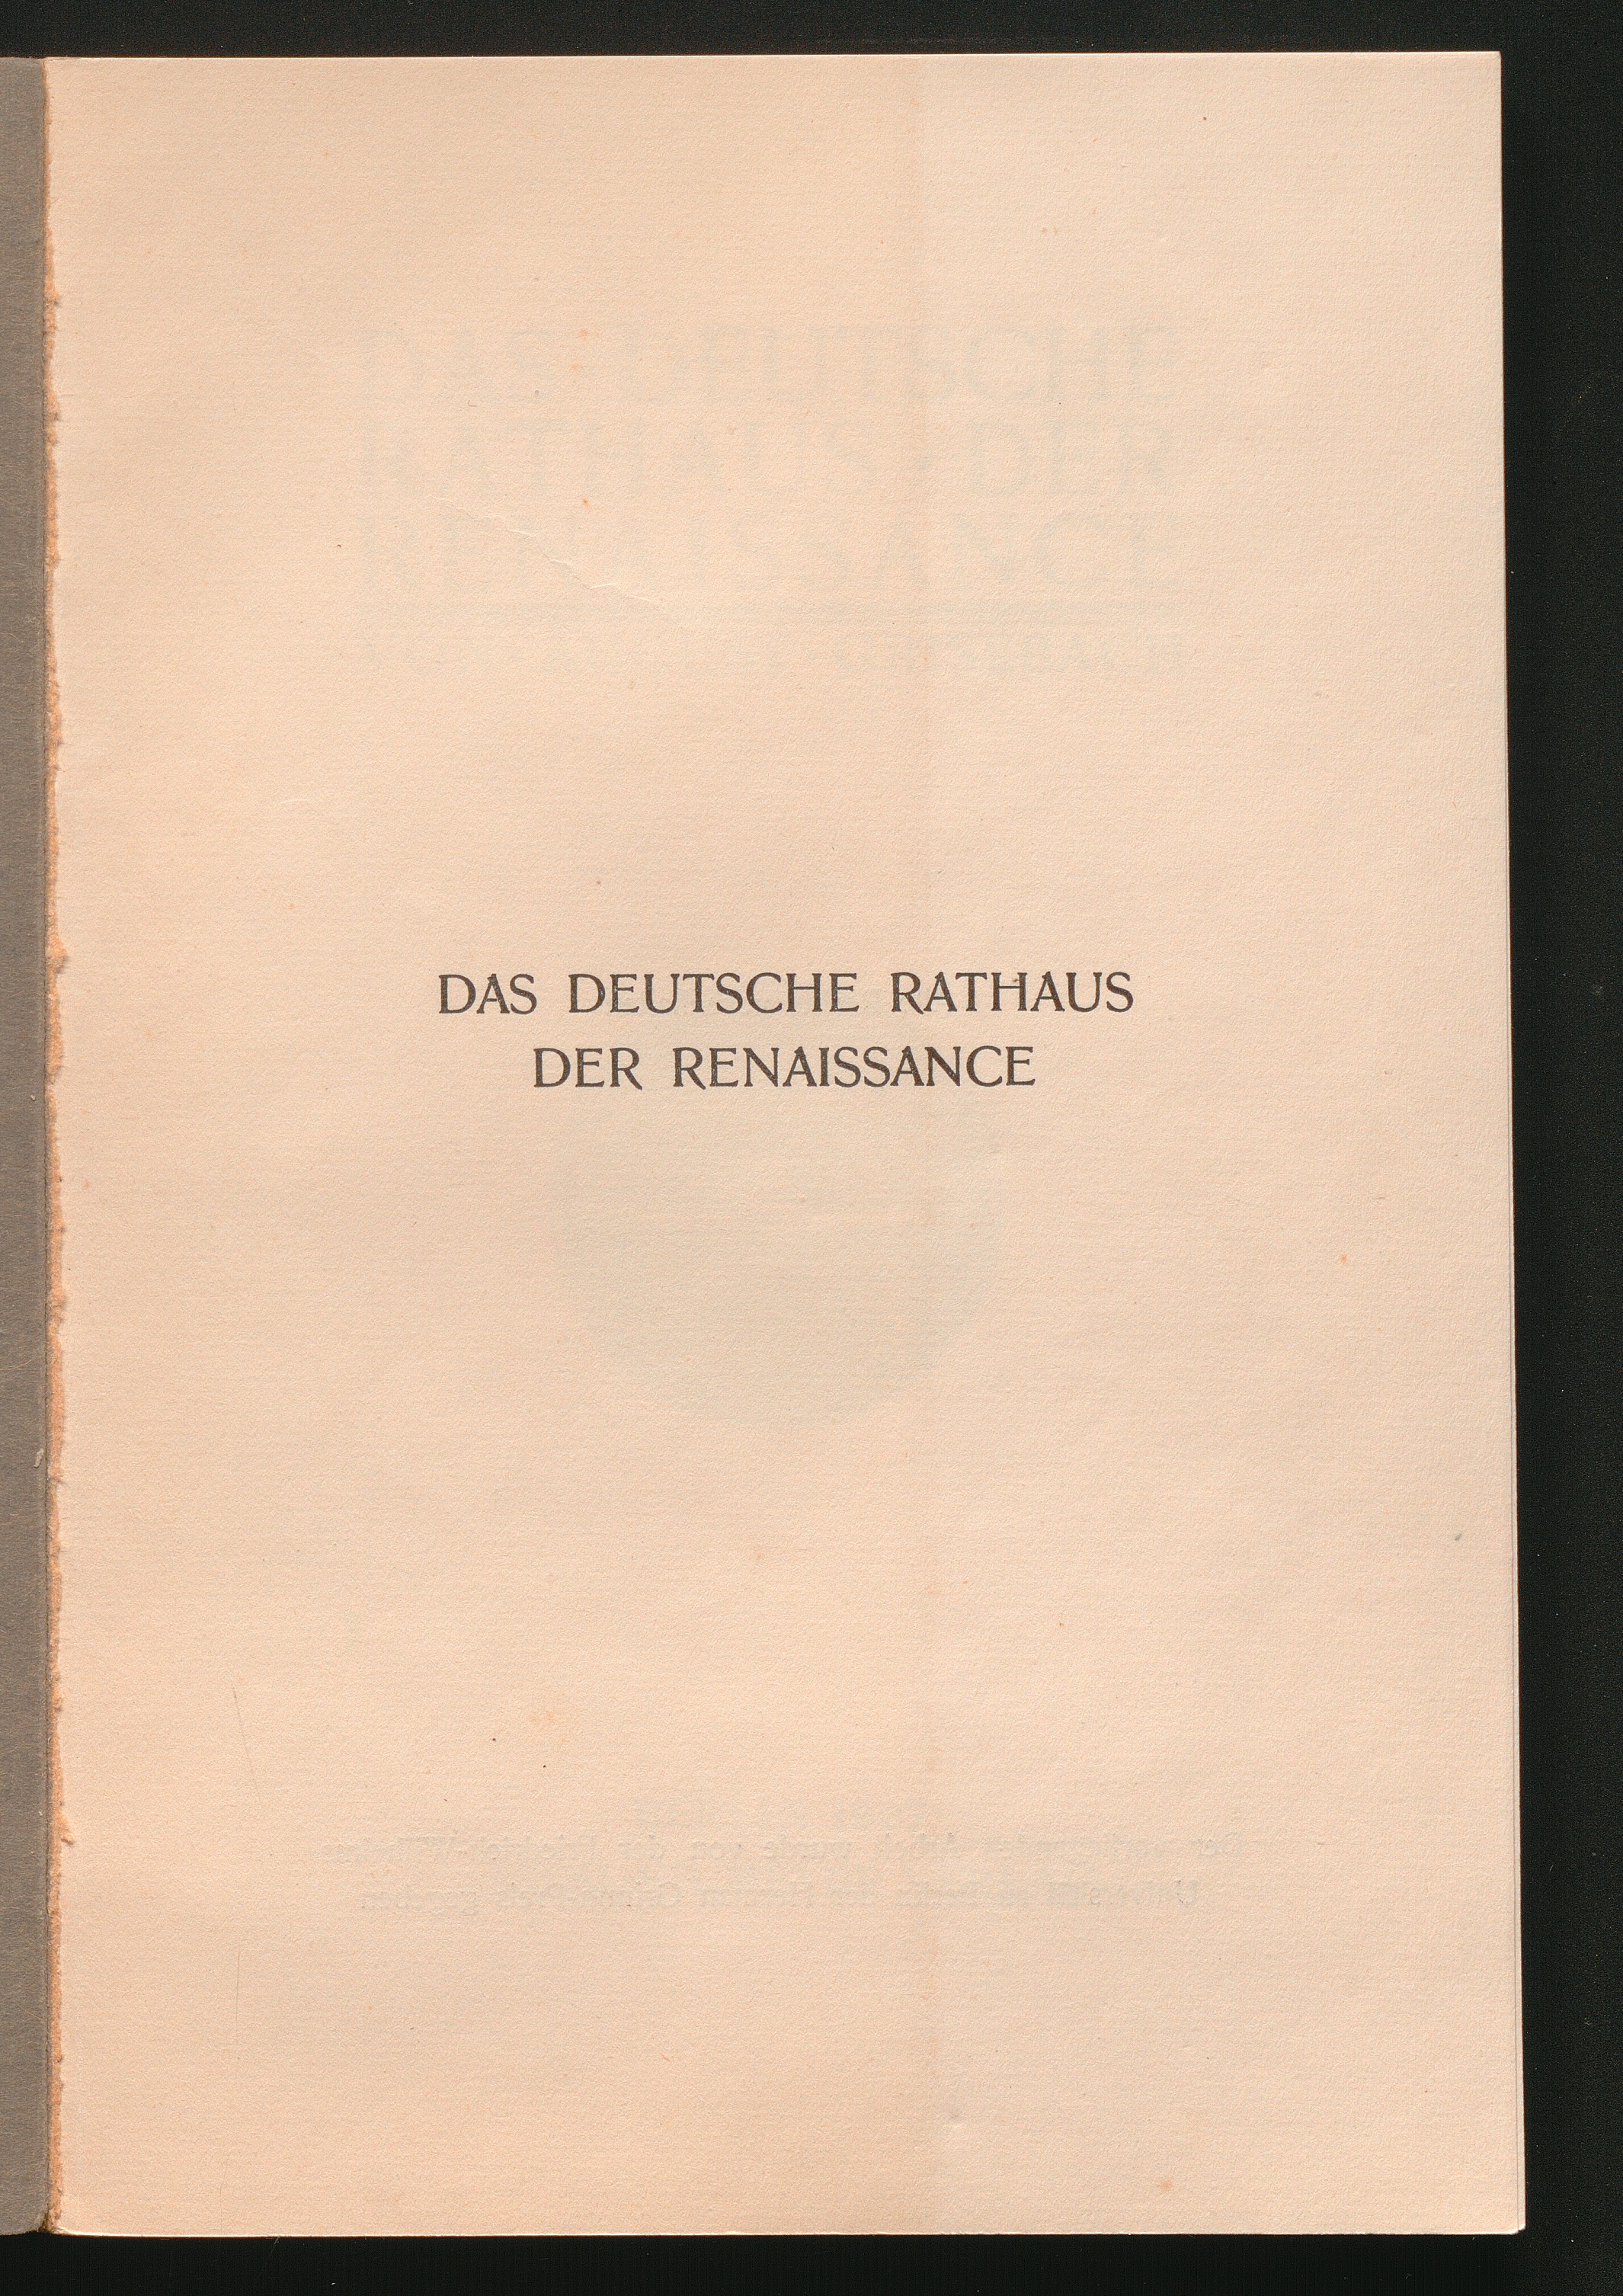 DAS DEUTSCHE RATHAUS
DER RENAISSANCE